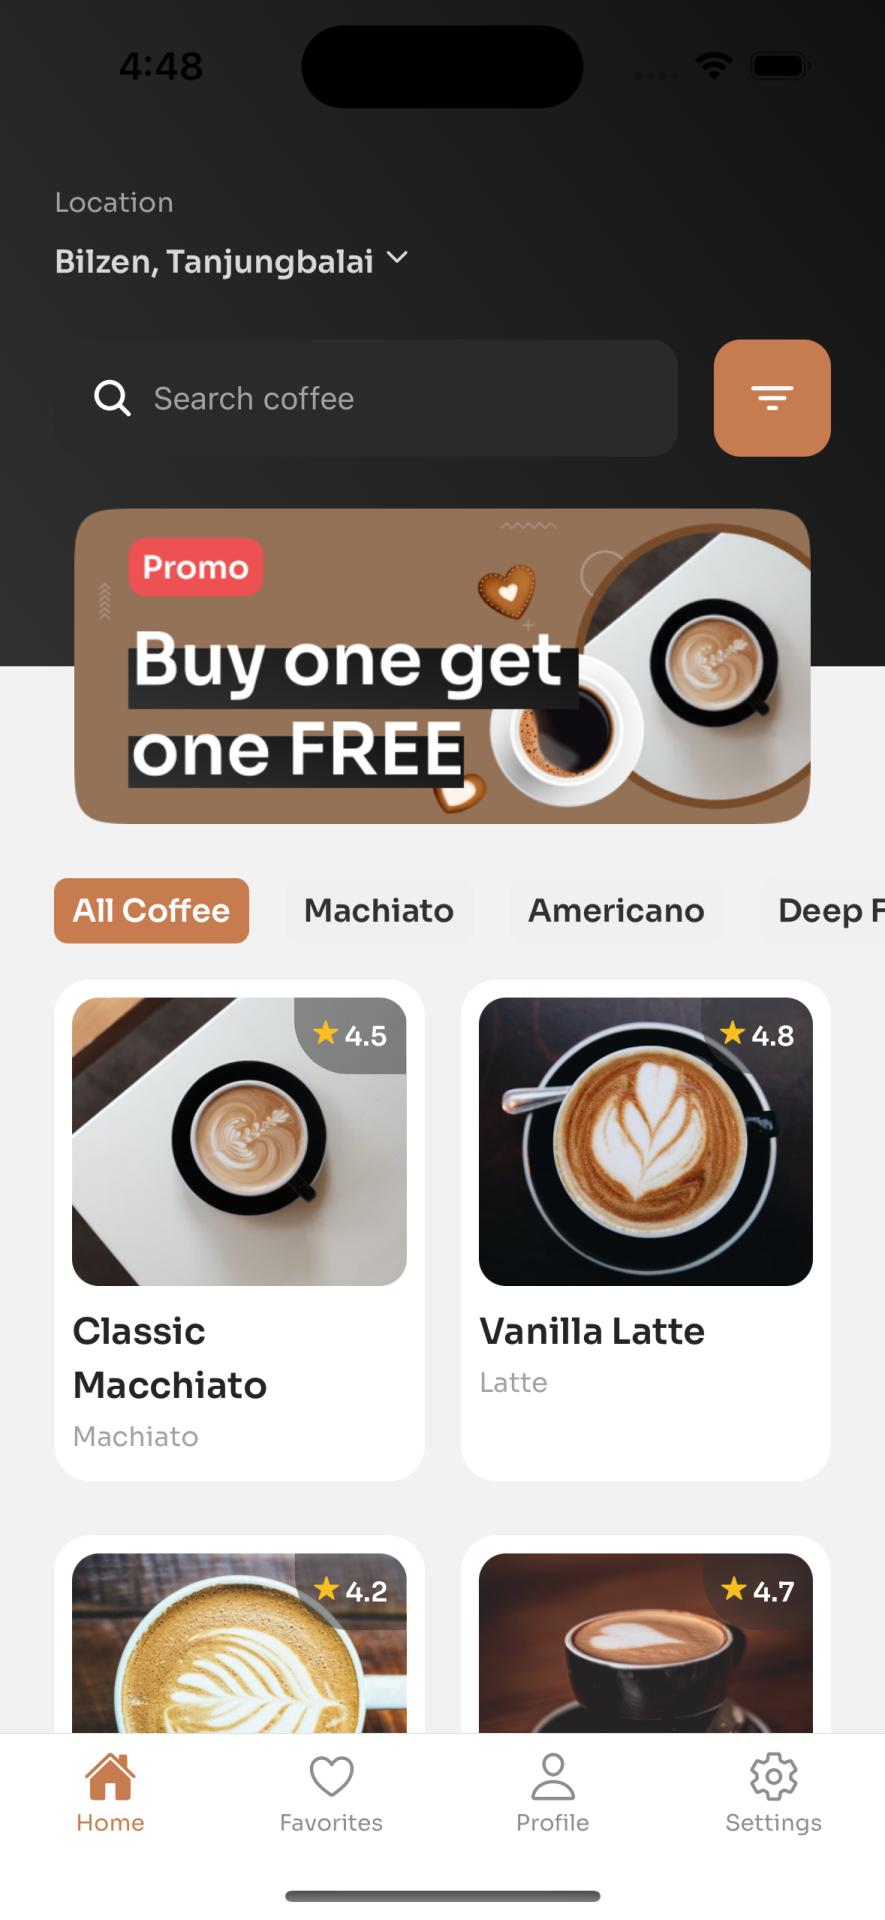 4:48
Location
Bilzen, Tanjungbalai
Search coffee
Promo
Buy one get
one FREE
All Coffee
Machiato
Americano
Deep F
4.5
4.8
Classic
Macchiato
Machiato
Vanilla Latte
Latte
4.2
4.7
Home
Favorites
Profile
Settings